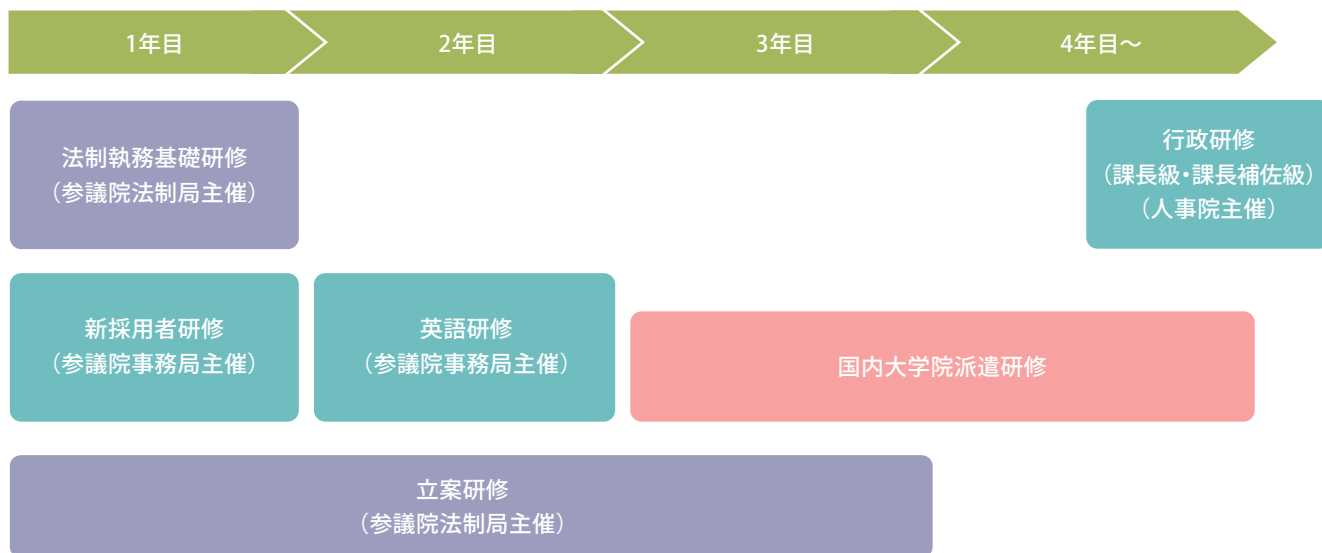 1年目
2年目
3年目
4年目～
法制執務基礎研修
（参議院法制局主催）
行政研修
（課長級・課長補佐級）
（人事院主催）
新採用者研修
（参議院事務局主催）
英語研修
（参議院事務局主催）
国内大学院派遣研修
立案研修
（参議院法制局主催）